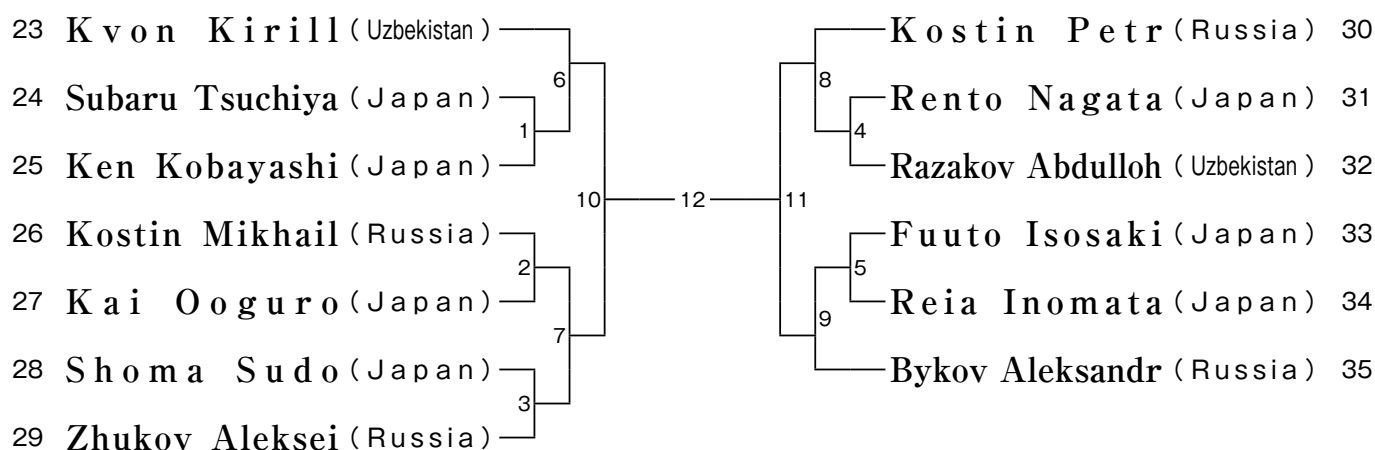 23 Kvon Kirill (Uzbekistan)
24 Subaru Tsuchiya (Japan)
25 Ken Kobayashi (Japan)
26 Kostin Mikhail (Russia)
27 Kai Ooguro (Japan)
28 Shoma Sudo (Japan)
29 Zhukov Aleksei (Russia)
6
1
10
2
7
3
12
11
8
4
5
9
Kostin Petr (Russia) 30
Rento Nagata (Japan) 31
Razakov Abdulloh (Uzbekistan) 32
Fuuto Isosaki (Japan) 33
Reia Inomata (Japan) 34
Bykov Aleksandr (Russia) 35